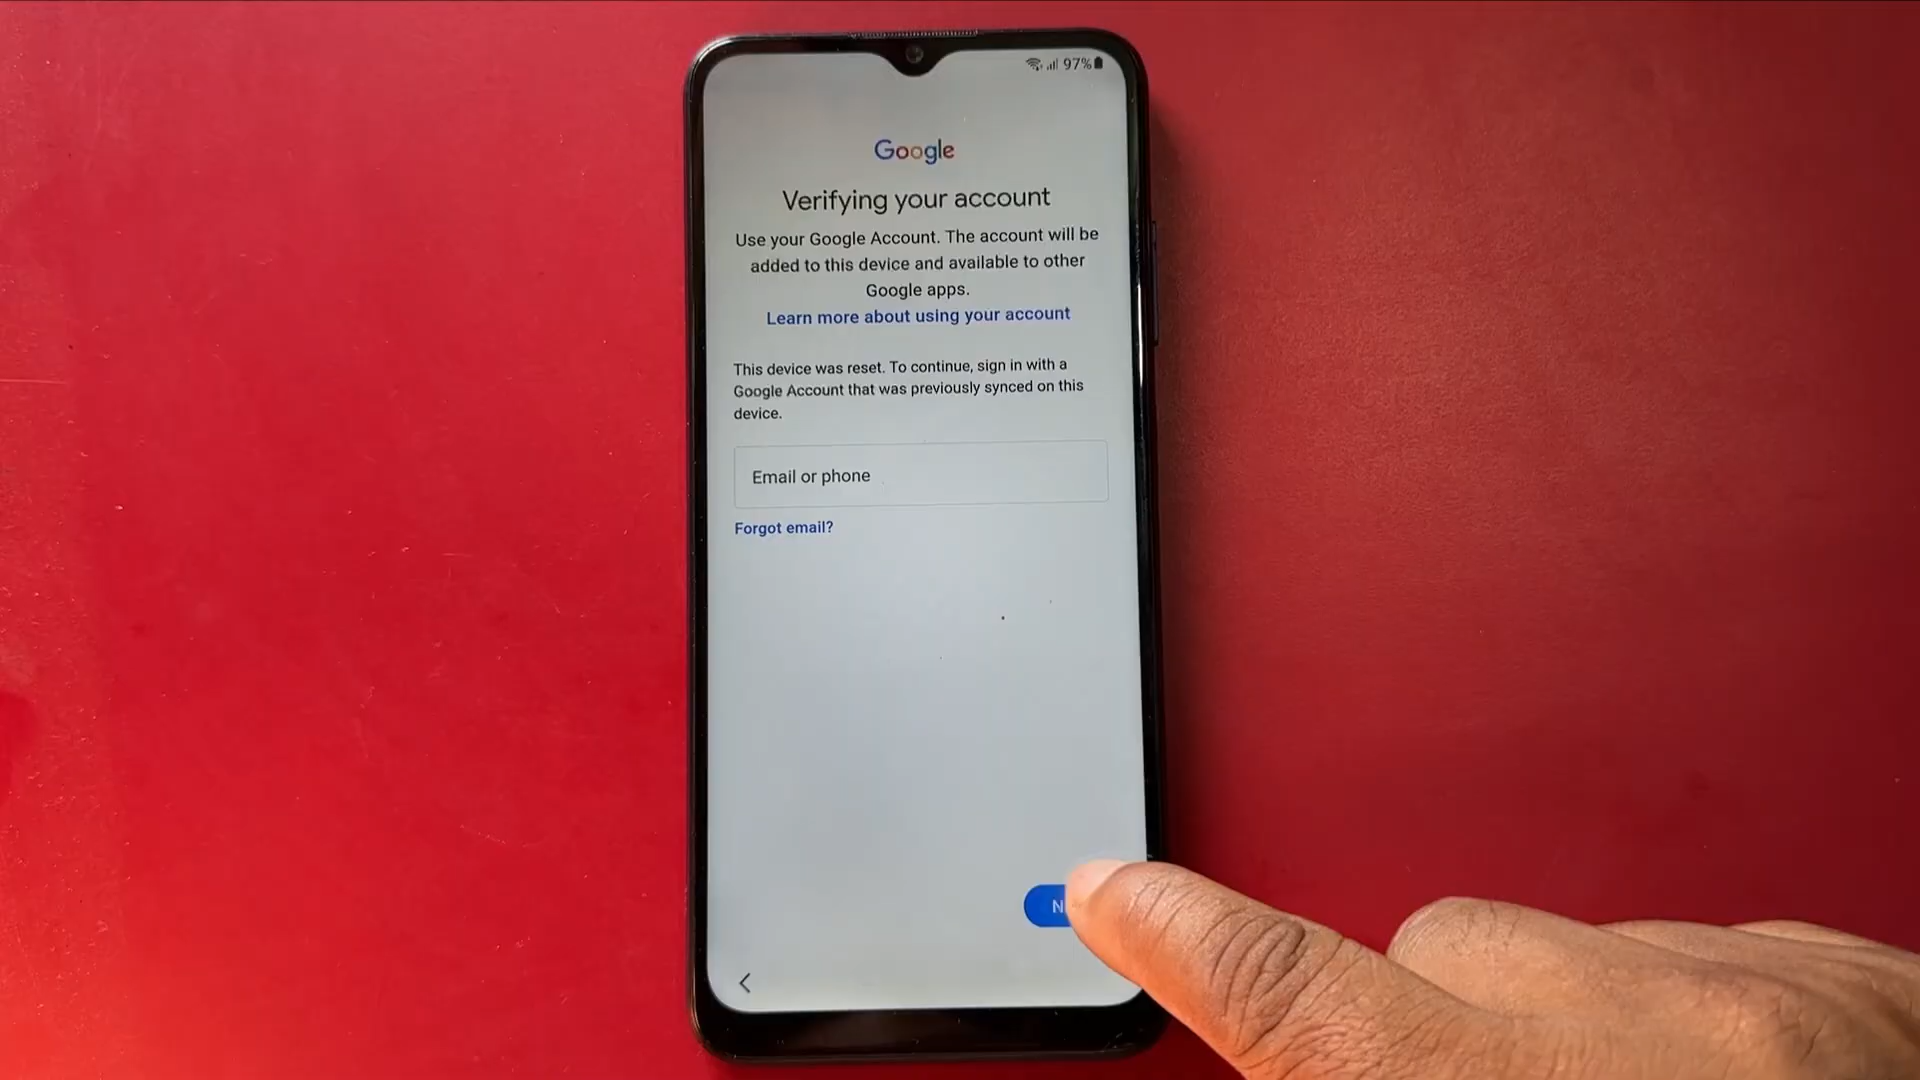 97%
Google
Verifying your account
Use your Google Account. The account will be
added to this device and available to other
Google apps.
Learn more about using your account
This device was reset. To continue, sign in with a
Google Account that was previously synced on this
device.
Email or phone
Forgot email?